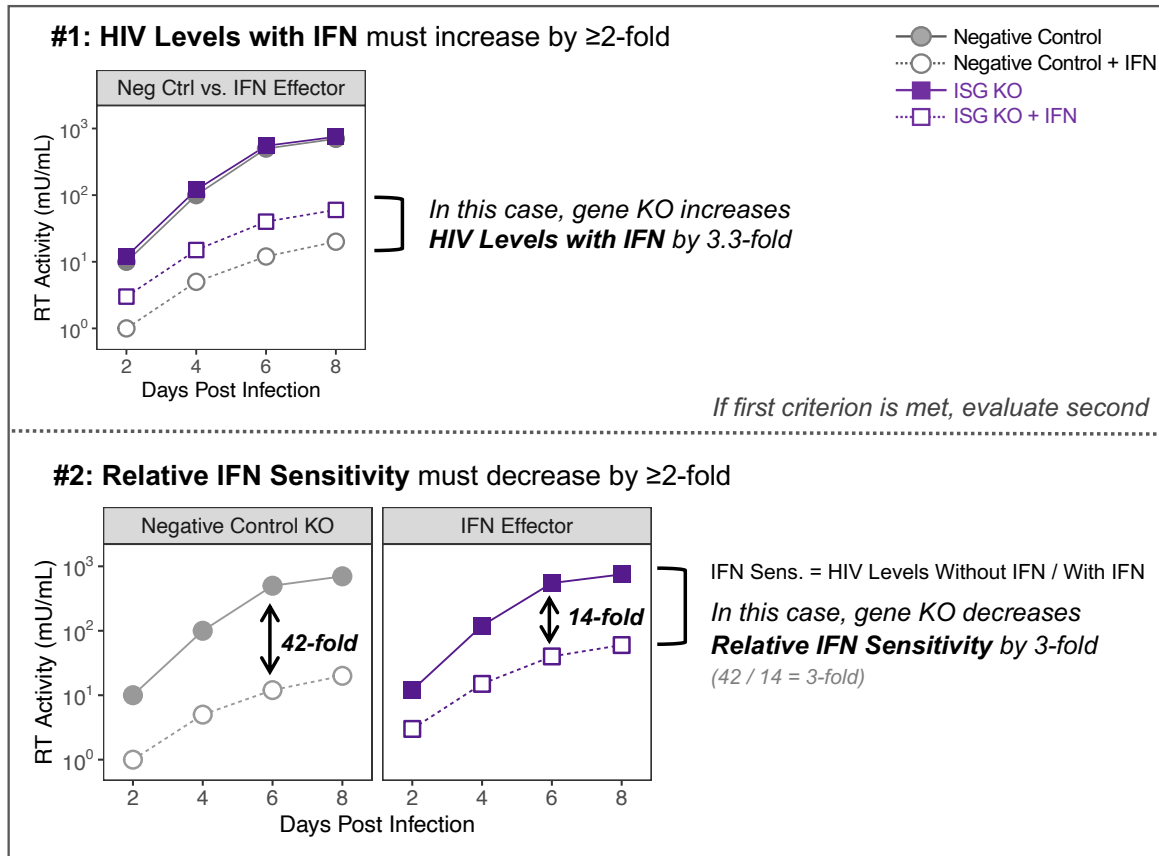 #1: HIV Levels with IFN must increase by ≥2-fold
Negative Control
Negative Control + IFN
ISG KO
ISG KO + IFN
Neg Ctrl vs. IFN Effector
RT Activity (mU/mL)
10³
10²
10¹
10⁰
2 4 6 8
Days Post Infection
In this case, gene KO increases
HIV Levels with IFN by 3.3-fold
If first criterion is met, evaluate second
#2: Relative IFN Sensitivity must decrease by ≥2-fold
Negative Control KO
IFN Effector
RT Activity (mU/mL)
10³
10²
10¹
10⁰
42-fold
14-fold
2 4 6 8
2 4 6 8
Days Post Infection
IFN Sens. = HIV Levels Without IFN / With IFN
In this case, gene KO decreases
Relative IFN Sensitivity by 3-fold
(42 / 14 = 3-fold)